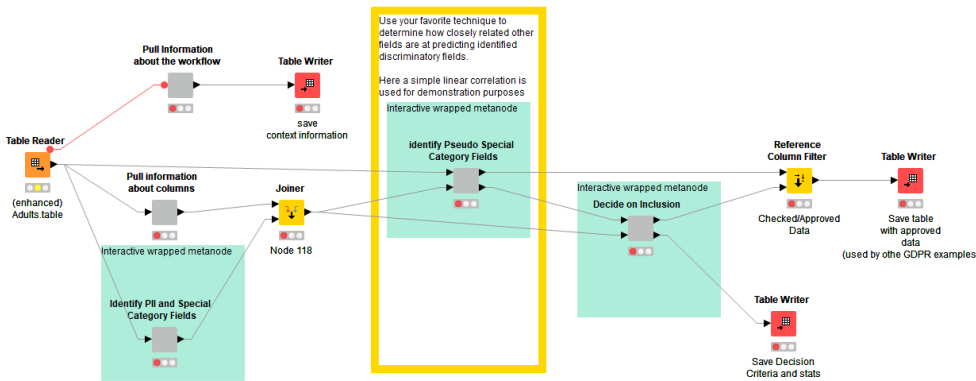 Use your favorite technique to
determine how closely related other
fields are at predicting identified
discriminatory fields.
Here a simple linear correlation is
used for demonstration purposes
Pull Information
about the workflow
Table Writer
save
context information
Interactive wrapped metanode
identify Pseudo Special
Category Fields
Table Reader
(enhanced)
Adults.table
Pull information
about columns
Joiner
Node 118
Interactive wrapped metanode
Identify PII and Special
Category Fields
Interactive wrapped metanode
Decide on Inclusion
Reference
Column Filter
Checked/Approved
Data
Table Writer
Save table
with approved
data
(used by othe GDPR examples
Table Writer
Save Decision
Criteria and stats